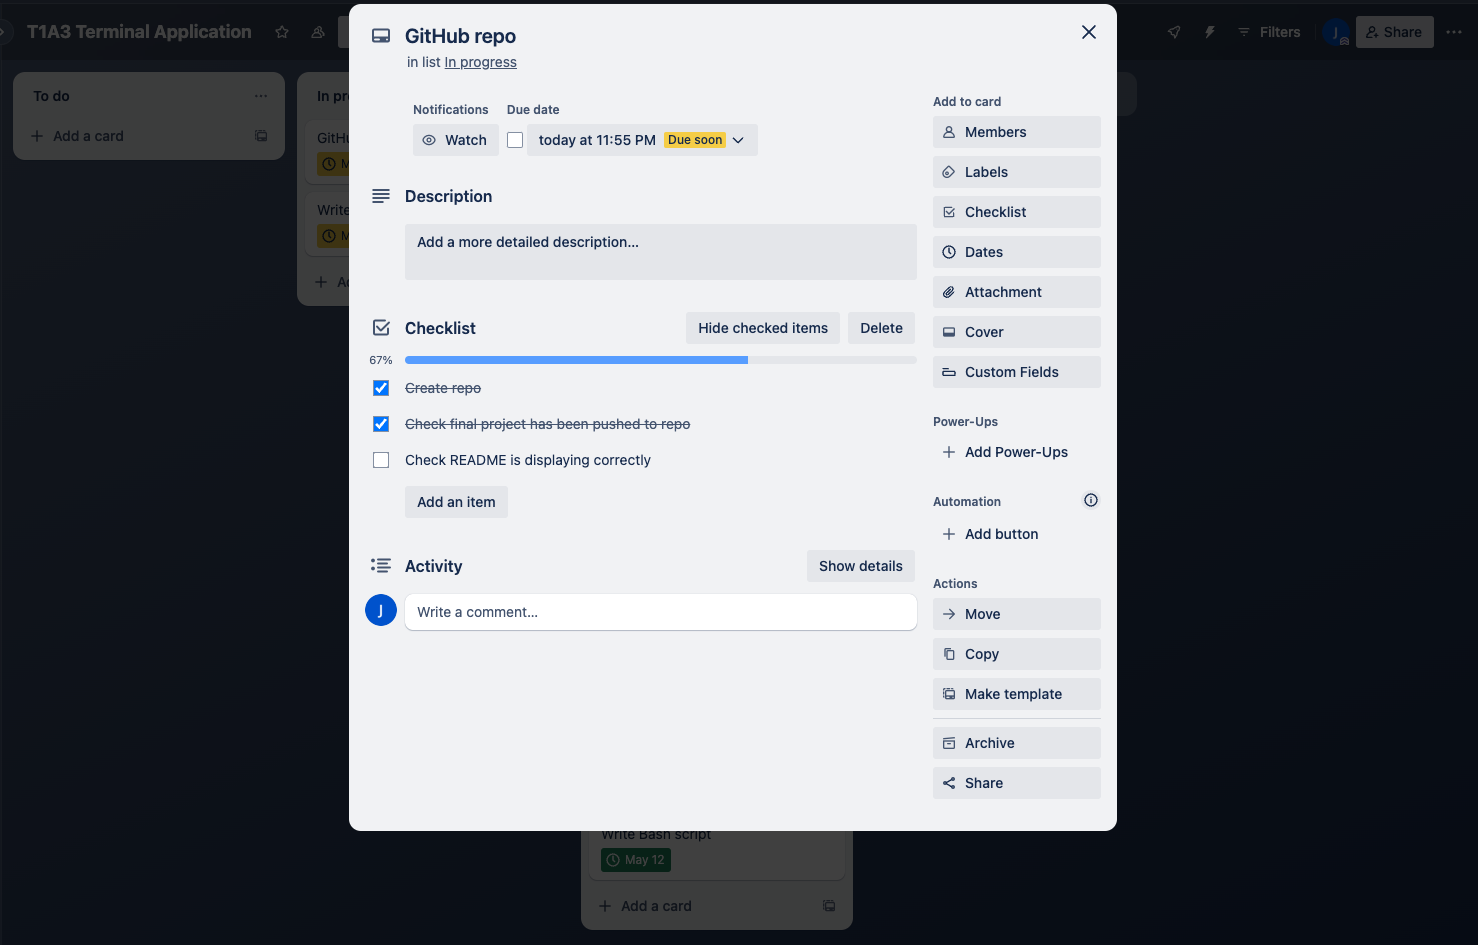 T1A3 Terminal Application
Filters
J
Share
To do
Add a card
In pr
GitHu
M
Write
M
Ad
GitHub repo
in list In progress
Notifications
Due date
Watch
today at 11:55 PM
Due soon
Description
Add a more detailed description...
Checklist
Hide checked items
Delete
67%
Create repo
Check final project has been pushed to repo
Check README is displaying correctly
Add an item
Activity
Show details
J
Write a comment...
Add to card
Members
Labels
Checklist
Dates
Attachment
Cover
Custom Fields
Power-Ups
Add Power-Ups
Automation
Add button
Actions
Move
Copy
Make template
Archive
Share
Write Bash script
May 12
Add a card